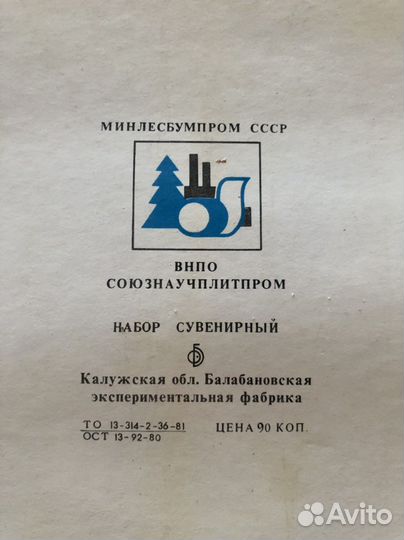 МИНЛЕСБУМПРОМ СССР
ВНПО
СОЮЗНАУЧПЛИТПРОМ
НАБОР СУВЕНИРНЫЙ
Калужская обл. Балабановская
экспериментальная фабрика
ТО 13-314-2-36-81
ОСТ 13-92-80
ЦЕНА 90 КОП.
Avito